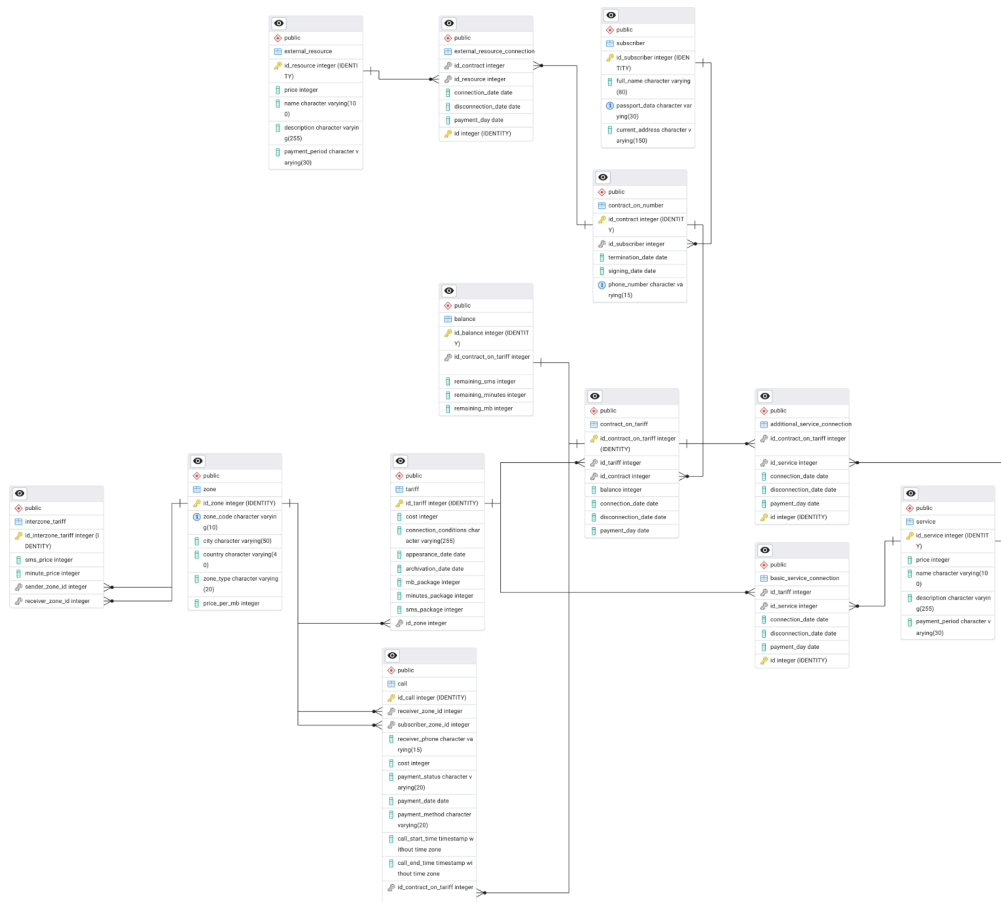 public
external_resource
id_resource integer (IDENTI
TY)
price integer
name character varying(10
0)
description character varyin
g(255)
payment_period character v
arying(30)
public
external_resource_connection
id_contract integer
id_resource integer
connection_date date
disconnection_date date
payment_day date
id integer (IDENTITY)
public
subscriber
id_subscriber integer (IDEN
TITY)
full_name character varying
(80)
passport_data character var
ying(30)
current_address character v
arying(150)
public
contract_on_number
id_contract integer (IDENTIT
Y)
id_subscriber integer
termination_date date
signing_date date
phone_number character va
rying(15)
public
balance
id_balance integer (IDENTIT
Y)
id_contract_on_tariff integer
remaining_sms integer
remaining_minutes integer
remaining_mb integer
public
contract_on_tariff
id_contract_on_tariff integer
(IDENTITY)
id_tariff integer
id_contract integer
balance integer
connection_date date
disconnection_date date
payment_day date
public
additional_service_connection
id_contract_on_tariff integer
id_service integer
connection_date date
disconnection_date date
payment_day date
id integer (IDENTITY)
public
interzone_tariff
id_interzone_tariff integer (I
DENTITY)
sms_price integer
minute_price integer
sender_zone_id integer
receiver_zone_id integer
public
zone
id_zone integer (IDENTITY)
zone_code character varyin
g(10)
city character varying(50)
country character varying(4
0)
zone_type character varying
(20)
price_per_mb integer
public
tariff
id_tariff integer (IDENTITY)
cost integer
connection_conditions char
acter varying(255)
appearance_date date
archivation_date date
mb_package integer
minutes_package integer
sms_package integer
id_zone integer
public
service
id_service integer (IDENTIT
Y)
price integer
name character varying(10
0)
description character varyin
g(255)
payment_period character v
arying(30)
public
basic_service_connection
id_tariff integer
id_service integer
connection_date date
disconnection_date date
payment_day date
id integer (IDENTITY)
public
call
id_call integer (IDENTITY)
receiver_zone_id integer
subscriber_zone_id integer
receiver_phone character va
rying(15)
cost integer
payment_status character v
arying(20)
payment_date date
payment_method character
varying(20)
call_start_time timestamp w
ithout time zone
call_end_time timestamp wi
thout time zone
id_contract_on_tariff integer